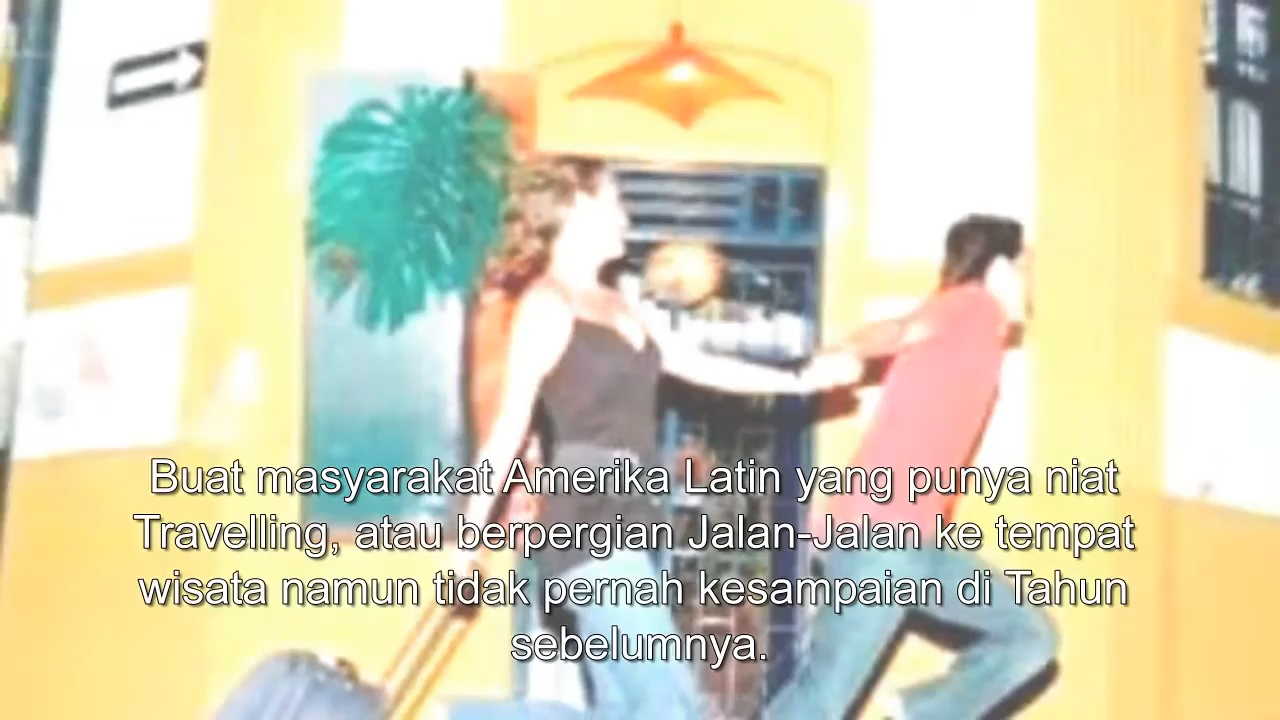 Buat masyarakat Amerika Latin yang punya niat
Travelling, atau berpergian Jalan-Jalan ke tempat
wisata namun tidak pernah kesampaian di Tahun
sebelumnya.